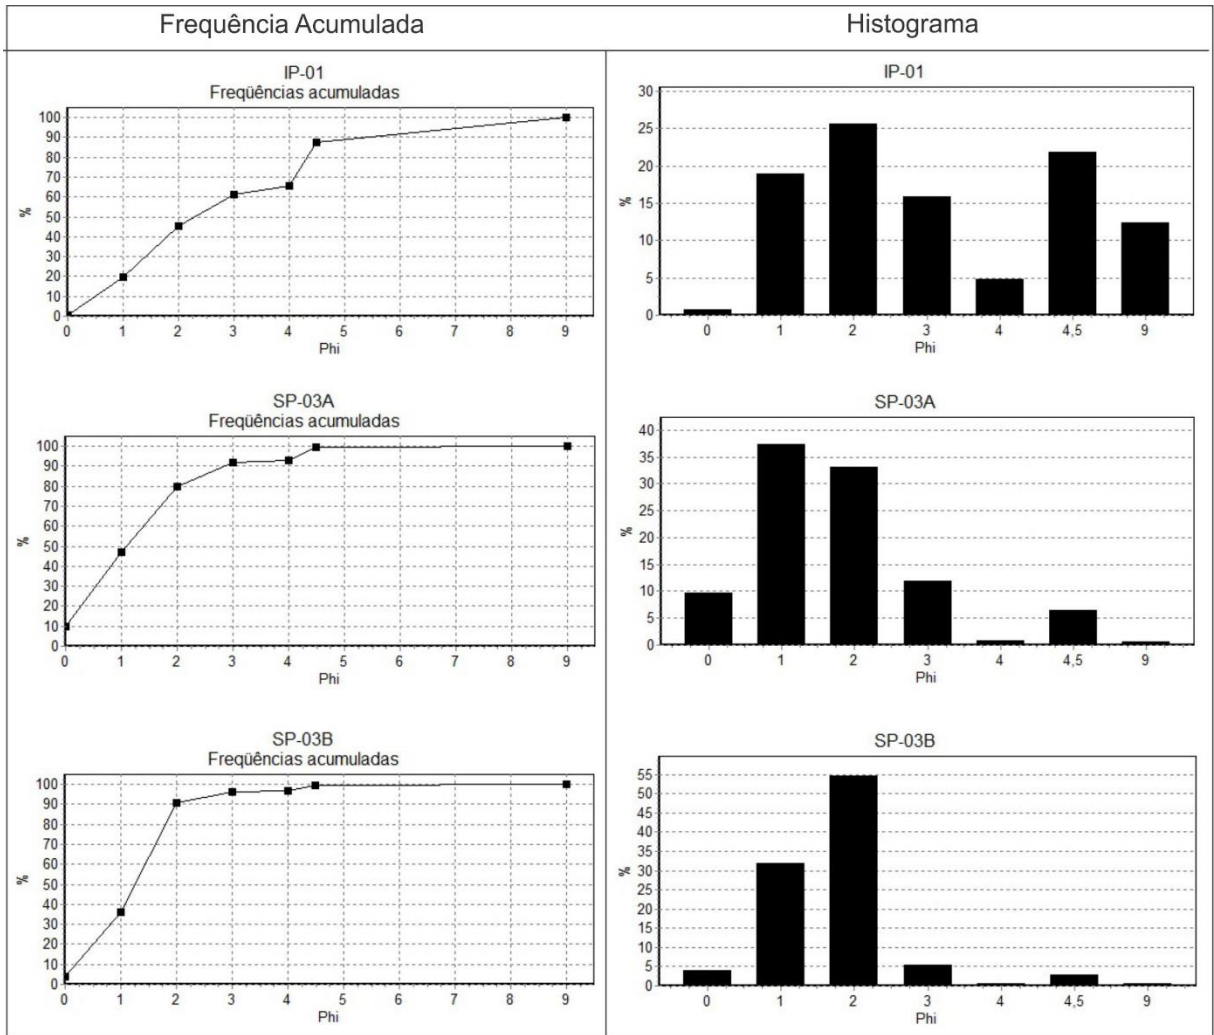 Frequência Acumulada
Histograma
IP-01
Freqüências acumuladas
100
90
80
70
60
50
40
30
20
10
0
%
0 1 2 3 4 5 6 7 8 9
Phi
IP-01
30
25
20
15
10
5
0
%
0 1 2 3 4 4,5 9
Phi
SP-03A
Freqüências acumuladas
100
90
80
70
60
50
40
30
20
10
0
%
0 1 2 3 4 5 6 7 8 9
Phi
SP-03A
40
35
30
25
20
15
10
5
0
%
0 1 2 3 4 4,5 9
Phi
SP-03B
Freqüências acumuladas
100
90
80
70
60
50
40
30
20
10
0
%
0 1 2 3 4 5 6 7 8 9
Phi
SP-03B
55
50
45
40
35
30
25
20
15
10
5
0
%
0 1 2 3 4 4,5 9
Phi